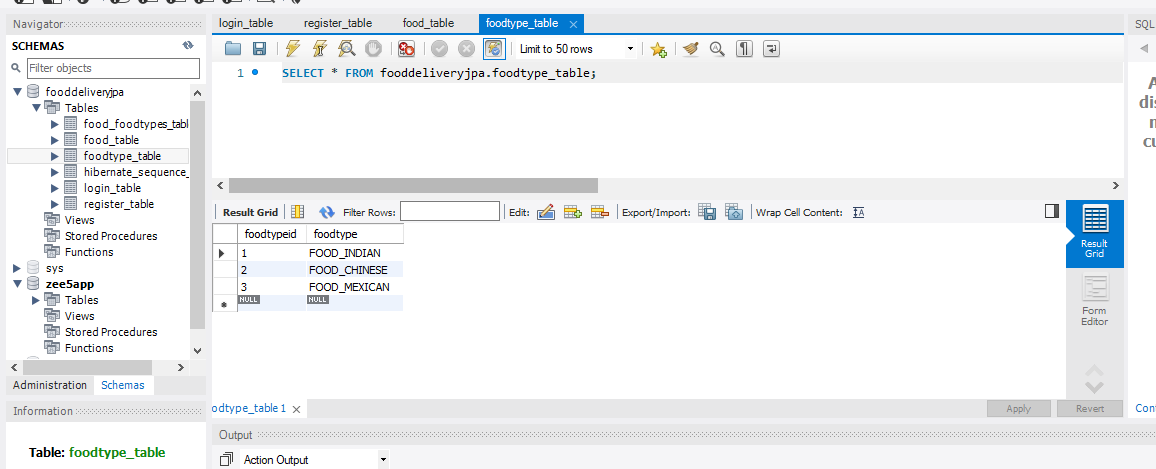 Navigator
login_table register_table food_table foodtype_table
SQL
SCHEMAS
Filter objects
Limit to 50 rows
1 SELECT * FROM fooddeliveryjpa.foodtype_table;
fooddeliveryjpa
Tables
food_foodtypes_tabl
food_table
foodtype_table
hibernate_sequence_
login_table
register_table
Views
Stored Procedures
Functions
sys
zee5app
Tables
Views
Stored Procedures
Functions
Administration Schemas
Information
Table: foodtype_table
Result Grid Filter Rows: Edit: Export/Import: Wrap Cell Content:
foodtypeid foodtype
1 FOOD_INDIAN
2 FOOD_CHINESE
3 FOOD_MEXICAN
NULL NULL
Result
Grid
Form
Editor
odtype_table 1
Apply Revert
Output
Action Output
A
dis
cu
Cont